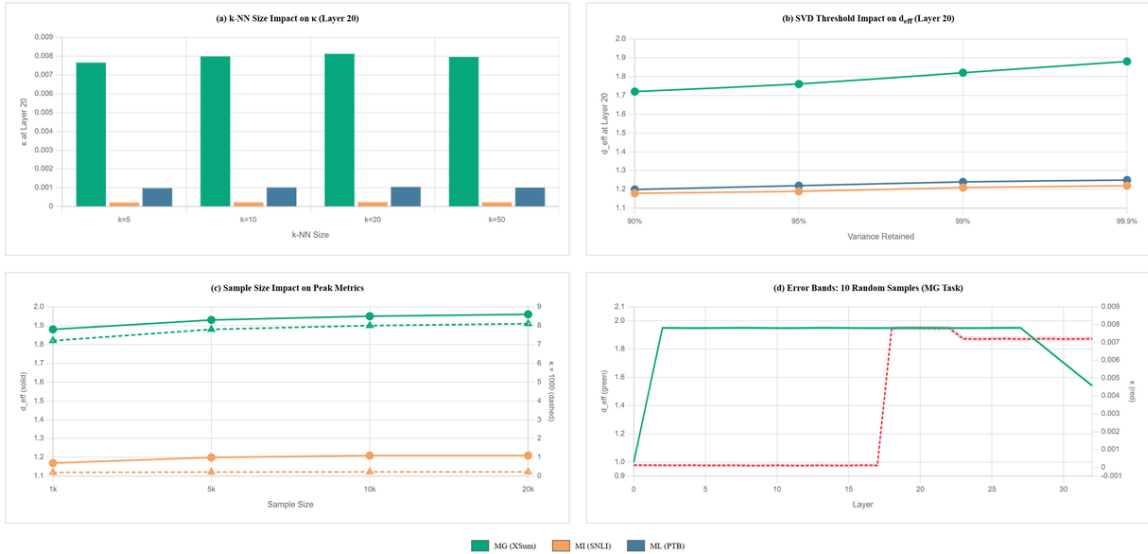 (a) k-NN Size Impact on κ (Layer 20)
0.009
0.008
0.007
0.006
0.005
0.004
0.003
0.002
0.001
0
κ at Layer 20
k=5
k=10
k=20
k=50
k-NN Size
(b) SVD Threshold Impact on d_eff (Layer 20)
2.0
1.9
1.8
1.7
1.6
1.5
1.4
1.3
1.2
1.1
d_eff at Layer 20
90%
95%
99%
99.9%
Variance Retained
(c) Sample Size Impact on Peak Metrics
2.0
1.9
1.8
1.7
1.6
1.5
1.4
1.3
1.2
1.1
d_eff (solid)
9
8
7
6
5
4
3
2
1
0
κ × 1000 (dashed)
1k
5k
10k
20k
Sample Size
(d) Error Bands: 10 Random Samples (MG Task)
2.1
2.0
1.8
1.6
1.4
1.2
1.0
0.9
d_eff (green)
0.009
0.008
0.007
0.006
0.005
0.004
0.003
0.002
0.001
0
-0.001
κ (red)
0
5
10
15
20
25
30
Layer
MG (XSum)
MI (SNLI)
ML (PTB)